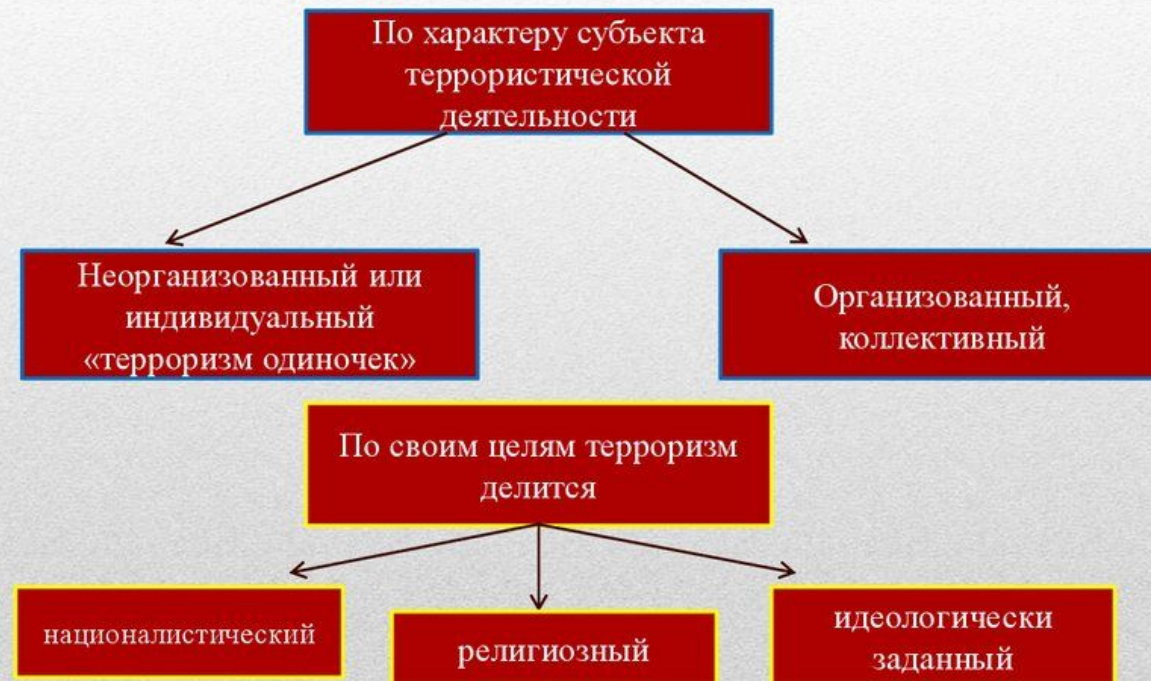 По характеру субъекта
террористической
деятельности
Неорганизованный или
индивидуальный
«терроризм одиночек»
Организованный,
коллективный
По своим целям терроризм
делится
националистический
религиозный
идеологически
заданный